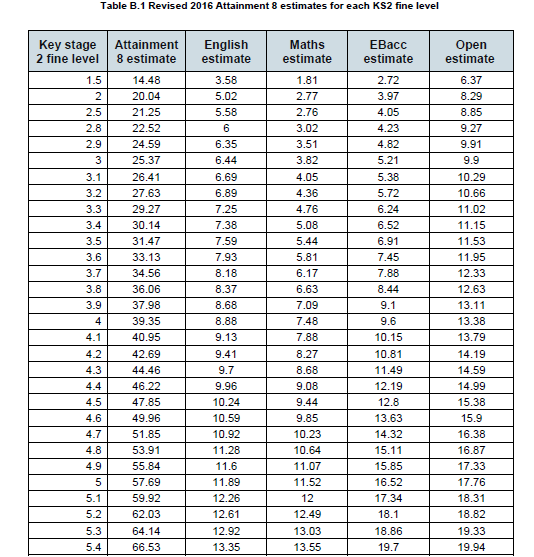 Table B.1 Revised 2016 Attainment 8 estimates for each KS2 fine level
Key stage 2 fine level Attainment 8 estimate English estimate Maths estimate EBacc estimate Open estimate
1.5 14.48 3.58 1.81 2.72 6.37
2 20.04 5.02 2.77 3.97 8.29
2.5 21.25 5.58 2.76 4.05 8.85
2.8 22.52 6 3.02 4.23 9.27
2.9 24.59 6.35 3.51 4.82 9.91
3 25.37 6.44 3.82 5.21 9.9
3.1 26.41 6.69 4.05 5.38 10.29
3.2 27.63 6.89 4.36 5.72 10.66
3.3 29.27 7.25 4.76 6.24 11.02
3.4 30.14 7.38 5.08 6.52 11.15
3.5 31.47 7.59 5.44 6.91 11.53
3.6 33.13 7.93 5.81 7.45 11.95
3.7 34.56 8.18 6.17 7.88 12.33
3.8 36.06 8.37 6.63 8.44 12.63
3.9 37.98 8.68 7.09 9.1 13.11
4 39.35 8.88 7.48 9.6 13.38
4.1 40.95 9.13 7.88 10.15 13.79
4.2 42.69 9.41 8.27 10.81 14.19
4.3 44.46 9.7 8.68 11.49 14.59
4.4 46.22 9.96 9.08 12.19 14.99
4.5 47.85 10.24 9.44 12.8 15.38
4.6 49.96 10.59 9.85 13.63 15.9
4.7 51.85 10.92 10.23 14.32 16.38
4.8 53.91 11.28 10.64 15.11 16.87
4.9 55.84 11.6 11.07 15.85 17.33
5 57.69 11.89 11.52 16.52 17.76
5.1 59.92 12.26 12 17.34 18.31
5.2 62.03 12.61 12.49 18.1 18.82
5.3 64.14 12.92 13.03 18.86 19.33
5.4 66.53 13.35 13.55 19.7 19.94